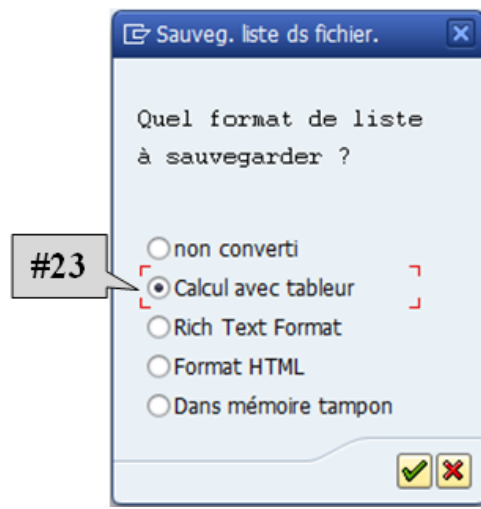 Sauveg. liste ds fichier.
Quel format de liste
à sauvegarder ?
non converti
#23
Calcul avec tableur
Rich Text Format
Format HTML
Dans mémoire tampon